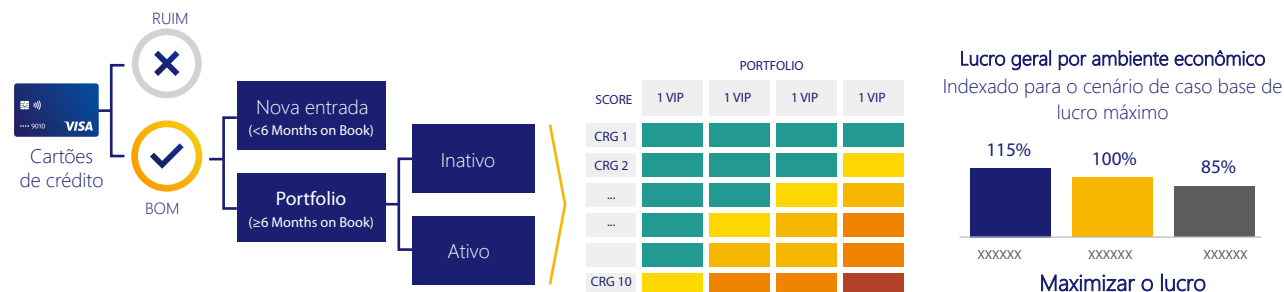 RUIM
•••• 9010 VISA
Cartões
de crédito
BOM
Nova entrada
(<6 Months on Book)
Portfolio
(≥6 Months on Book)
Inativo
Ativo
PORTFOLIO
SCORE 1 VIP 1 VIP 1 VIP 1 VIP
CRG 1
CRG 2
...
...
CRG 10
Lucro geral por ambiente econômico
Indexado para o cenário de caso base de
lucro máximo
115% 100% 85%
xxxxxx xxxxxx xxxxxx
Maximizar o lucro